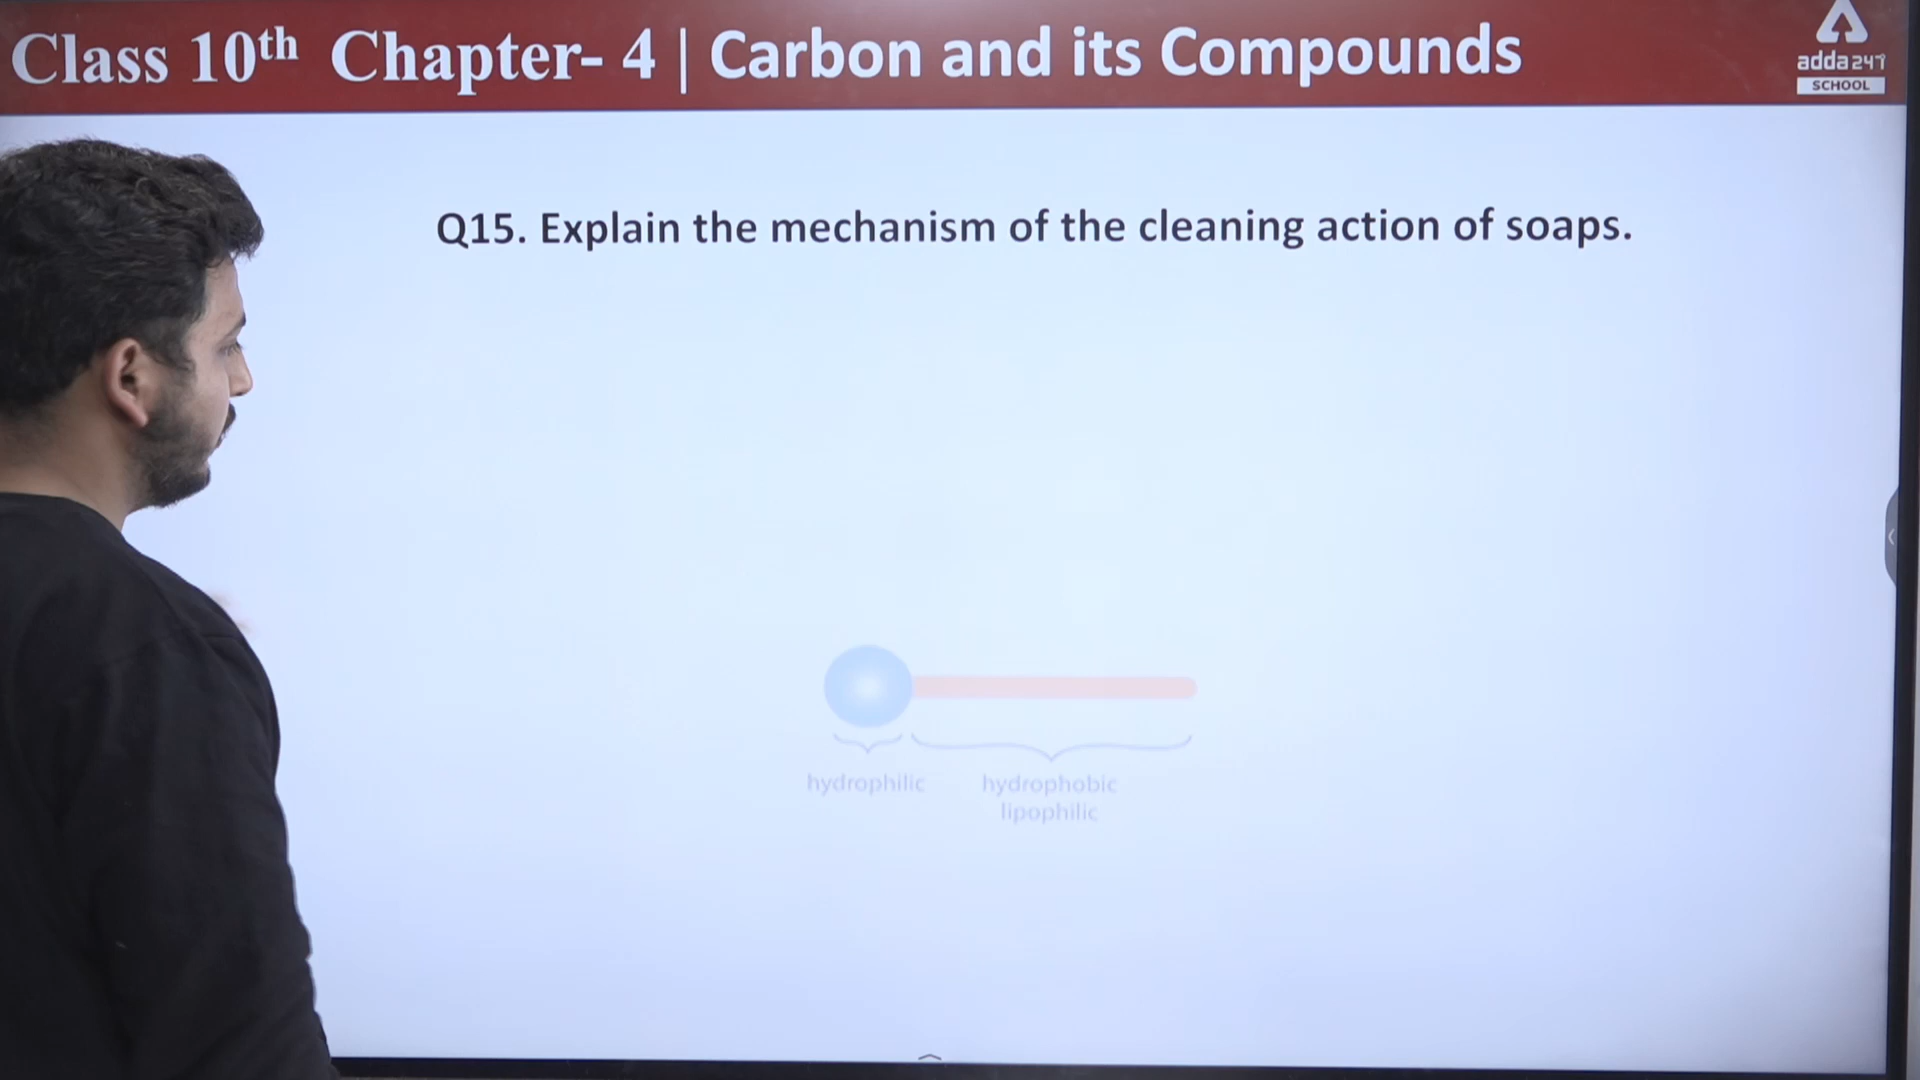 Class 10th Chapter- 4 | Carbon and its Compounds
adda247
SCHOOL
Q15. Explain the mechanism of the cleaning action of soaps.
hydrophilic
hydrophobic
lipophilic